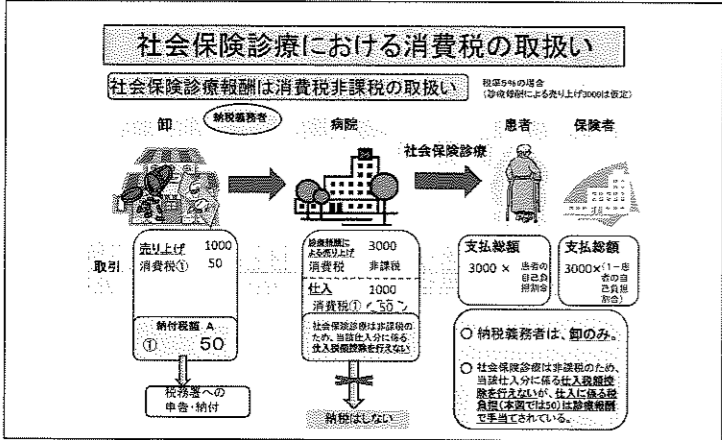 社会保険診療における消費税の取扱い
社会保険診療報酬は消費税非課税の取扱い
税率5%の場合
(診療報酬による売り上げ3000は仮定)
卸
納税義務者
病院
社会保険診療
患者
保険者
取引
売り上げ 1000
消費税① 50
納付税額 A
① 50
税務署への
申告・納付
診療報酬に
よる売り上げ 3000
消費税 非課税
仕入 1000
消費税① 50
社会保険診療は非課税の
ため、当該仕入分に係る
仕入税額控除を行えない
納税はしない
支払総額
3000 × 患者の
自己負
担割合
支払総額
3000×(1-患
者の自
己負担
割合)
○ 納税義務者は、卸のみ。
○ 社会保険診療は非課税のため、
当該仕入分に係る仕入税額控
除を行えないが、仕入に係る税
負担(本図では50)は診療報酬
で手当てされている。